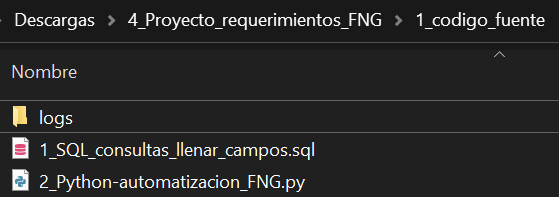 Descargas > 4_Proyecto_requerimientos_FNG > 1_codigo_fuente
Nombre
logs
1_SQL_consultas_llenar_campos.sql
2_Python-automatizacion_FNG.py